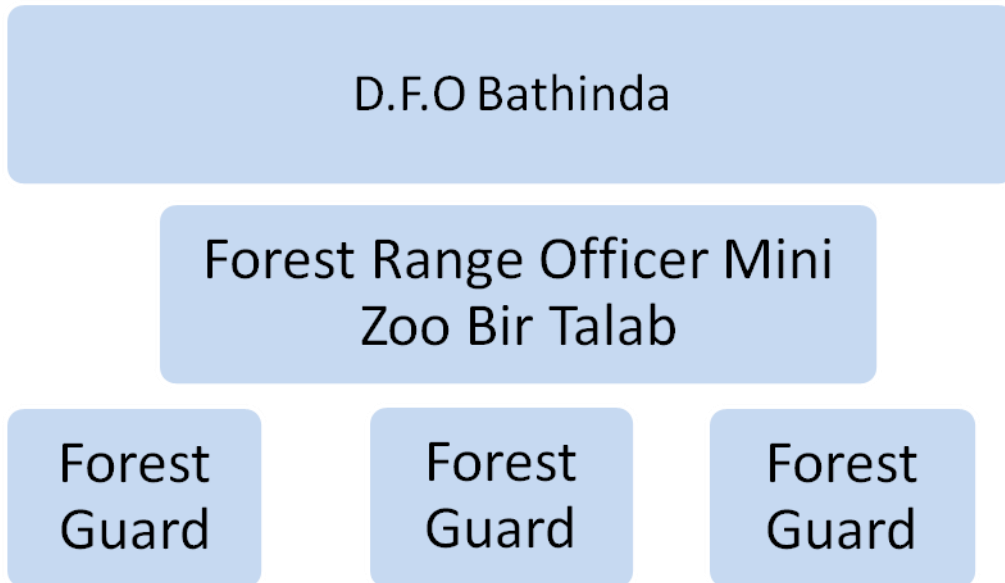 D.F.O Bathinda
Forest Range Officer Mini
Zoo Bir Talab
Forest
Guard
Forest
Guard
Forest
Guard